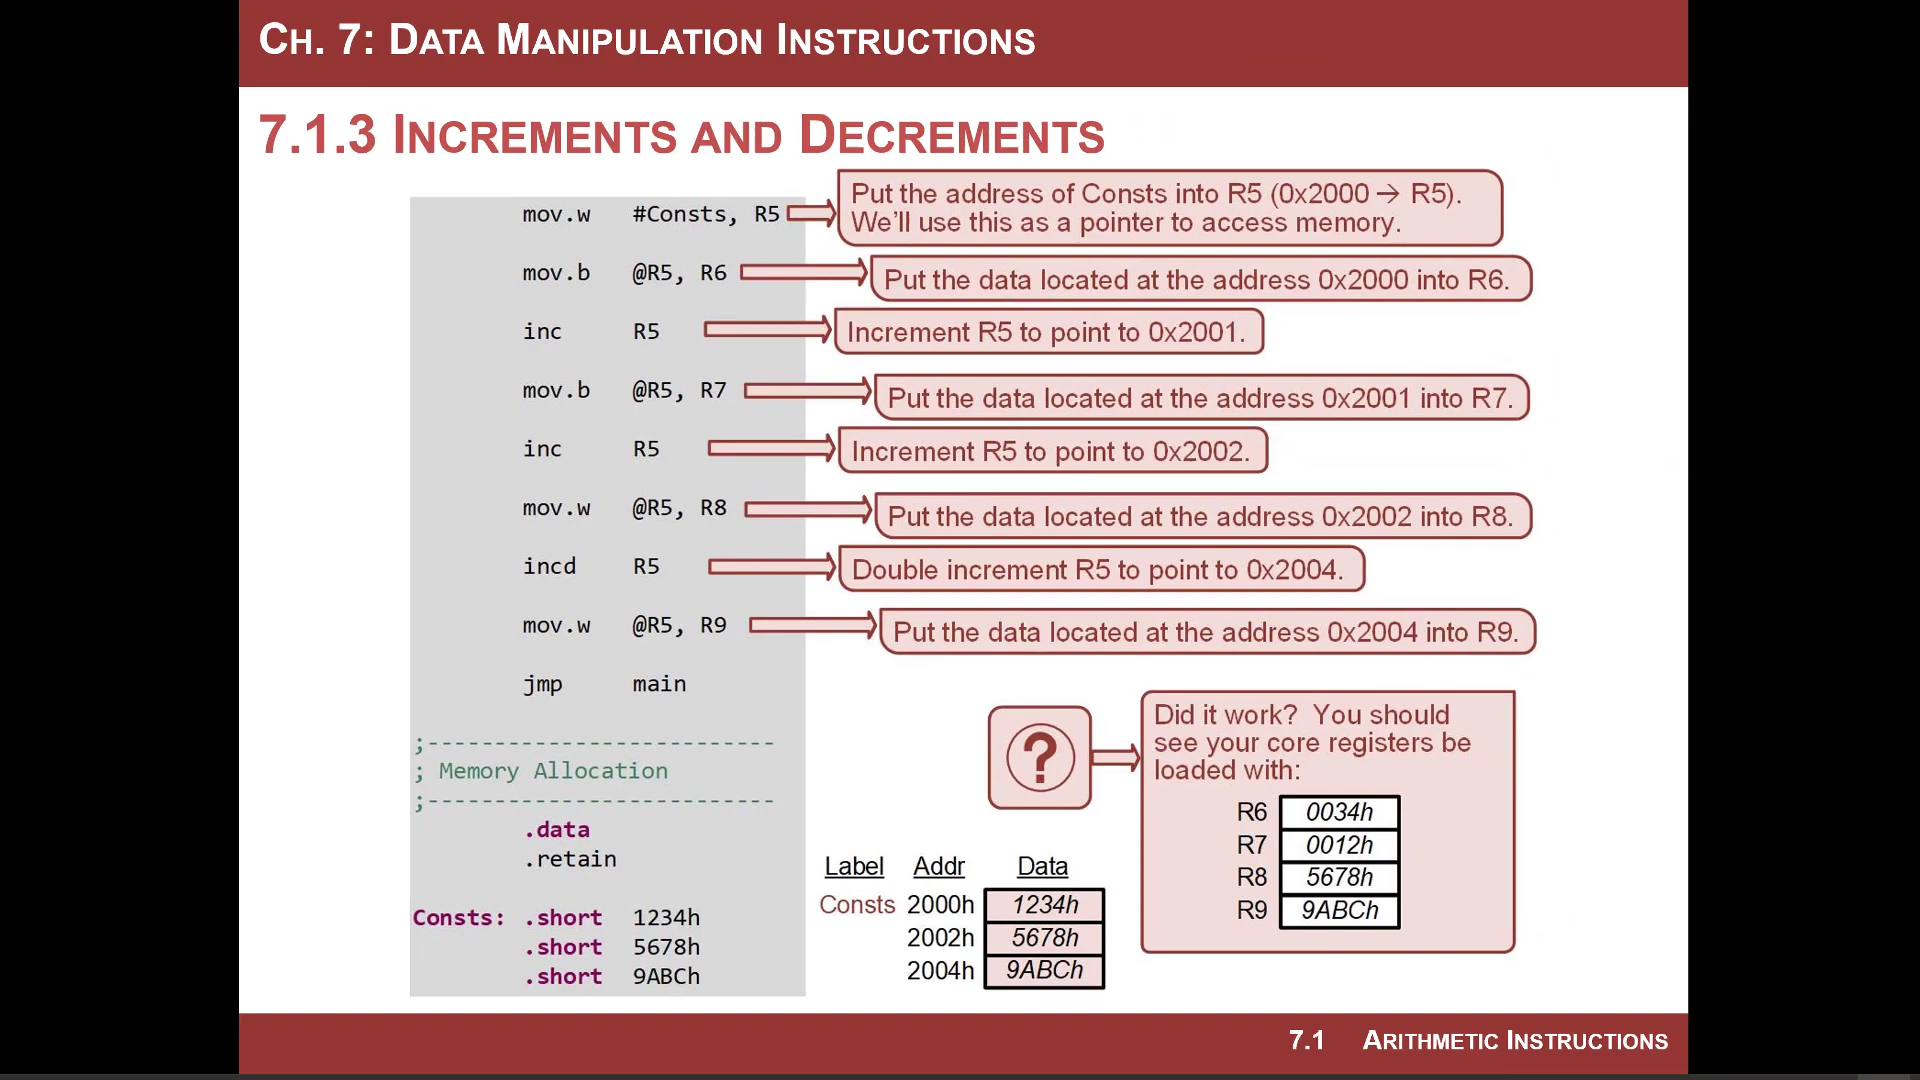 CH. 7: DATA MANIPULATION INSTRUCTIONS
7.1.3 INCREMENTS AND DECREMENTS
mov.w #Consts, R5
Put the address of Consts into R5 (0x2000 → R5).
We'll use this as a pointer to access memory.
mov.b @R5, R6
Put the data located at the address 0x2000 into R6.
inc R5
Increment R5 to point to 0x2001.
mov.b @R5, R7
Put the data located at the address 0x2001 into R7.
inc R5
Increment R5 to point to 0x2002.
mov.w @R5, R8
Put the data located at the address 0x2002 into R8.
incd R5
Double increment R5 to point to 0x2004.
mov.w @R5, R9
Put the data located at the address 0x2004 into R9.
jmp main
;--------------------------
; Memory Allocation
;--------------------------
.data
.retain
Consts: .short 1234h
.short 5678h
.short 9ABCh
Label Addr Data
Consts 2000h 1234h
2002h 5678h
2004h 9ABCh
?
Did it work? You should
see your core registers be
loaded with:
R6 0034h
R7 0012h
R8 5678h
R9 9ABCh
7.1 ARITHMETIC INSTRUCTIONS